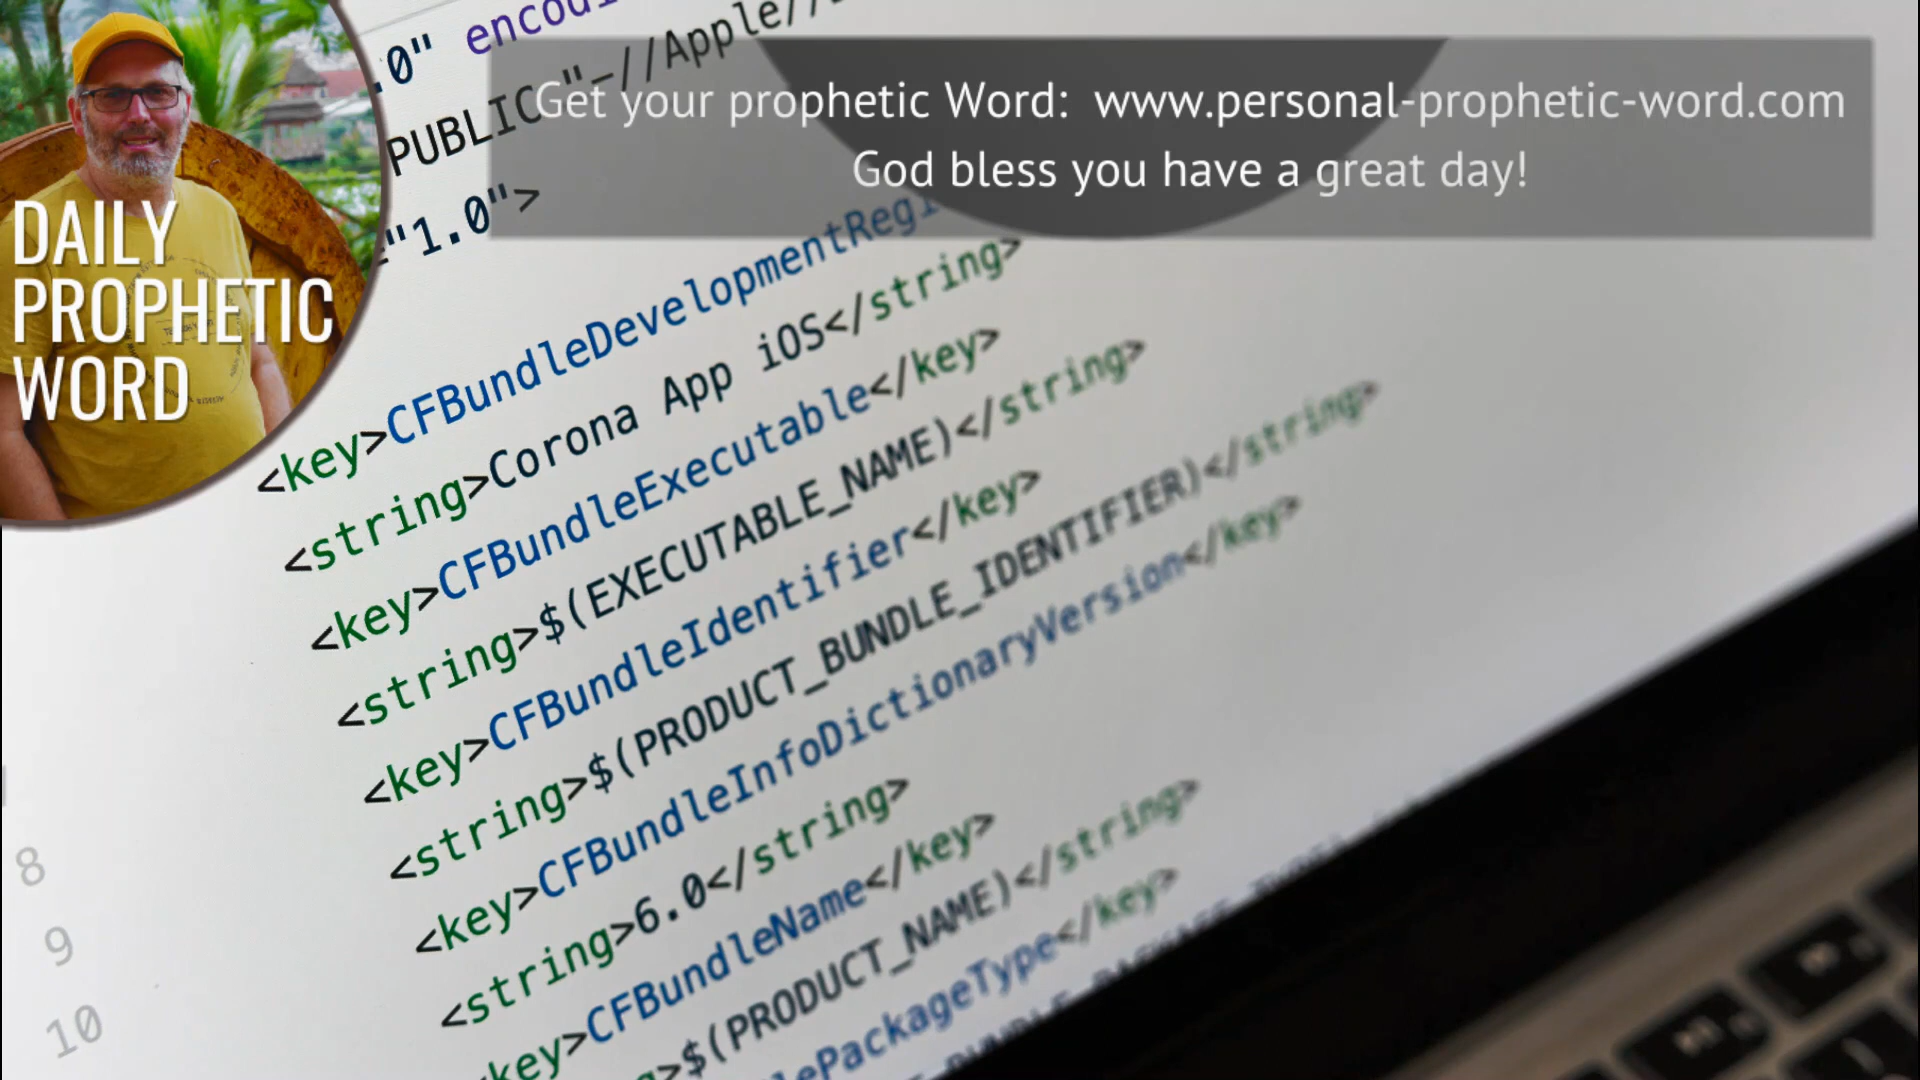 Get your prophetic Word: www.personal-prophetic-word.com
God bless you have a great day!
DAILY
PROPHETIC
WORD
.0" encodi
PUBLIC "-//Apple//
"1.0">
<key>CFBundleDevelopmentRegi
<string>Corona App iOS</string>
<key>CFBundleExecutable</key>
<string>$(EXECUTABLE_NAME)</string>
<key>CFBundleIdentifier</key>
<string>$(PRODUCT_BUNDLE_IDENTIFIER)</string>
<key>CFBundleInfoDictionaryVersion</key>
<string>6.0</string>
8 <key>CFBundleName</key>
9 >$(PRODUCT_NAME)</string>
10 ePackageType</key>